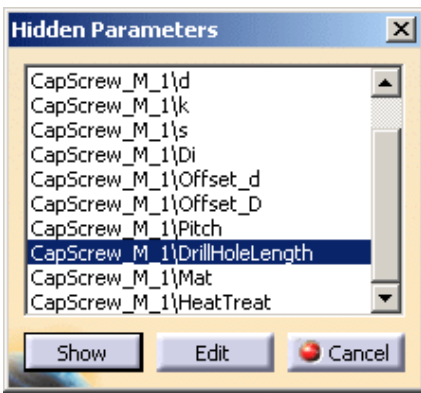 Hidden Parameters
CapScrew_M_1\d
CapScrew_M_1\k
CapScrew_M_1\s
CapScrew_M_1\Di
CapScrew_M_1\Offset_d
CapScrew_M_1\Offset_D
CapScrew_M_1\Pitch
CapScrew_M_1\DrillHoleLength
CapScrew_M_1\Mat
CapScrew_M_1\HeatTreat
Show Edit Cancel